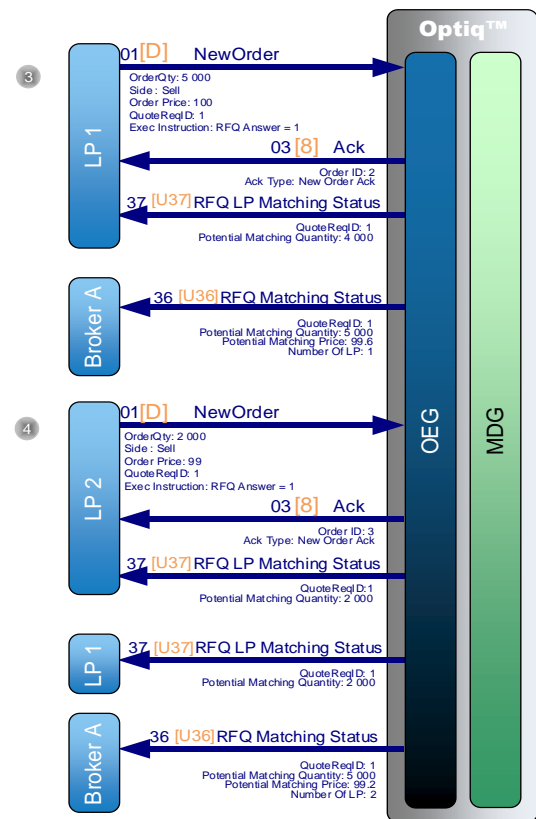 Optiq™
3
01[D] NewOrder
OrderQty: 5 000
Side : Sell
Order Price: 100
QuoteReqID: 1
Exec Instruction: RFQ Answer = 1
LP 1
03 [8] Ack
Order ID: 2
Ack Type: New Order Ack
37 [U37]RFQ LP Matching Status
QuoteReqID: 1
Potential Matching Quantity: 4 000
Broker A
36 [U36]RFQ Matching Status
QuoteReqID: 1
Potential Matching Quantity: 5 000
Potential Matching Price: 99.6
Number Of LP: 1
OEG
MDG
4
01[D] NewOrder
OrderQty: 2 000
Side : Sell
Order Price: 99
QuoteReqID: 1
Exec Instruction: RFQ Answer = 1
LP 2
03 [8] Ack
Order ID: 3
Ack Type: New Order Ack
37 [U37]RFQ LP Matching Status
QuoteReqID:1
Potential Matching Quantity: 2 000
LP 1
37 [U37]RFQ LP Matching Status
QuoteReqID: 1
Potential Matching Quantity: 2 000
Broker A
36 [U36]RFQ Matching Status
QuoteReqID: 1
Potential Matching Quantity: 5 000
Potential Matching Price: 99.2
Number Of LP: 2